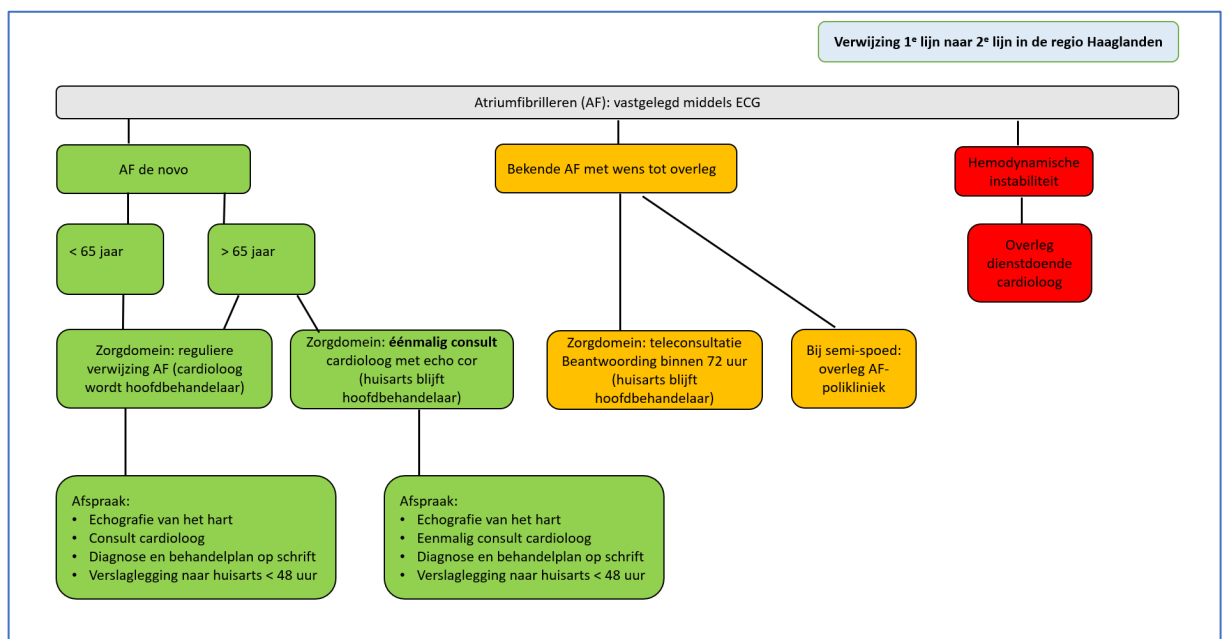 Verwijzing 1e lijn naar 2e lijn in de regio Haaglanden
Atriumfibrilleren (AF): vastgelegd middels ECG
AF de novo
Bekende AF met wens tot overleg
Hemodynamische
instabiliteit
< 65 jaar
> 65 jaar
Overleg
dienstdoende
cardioloog
Zorgdomein: reguliere
verwijzing AF (cardioloog
wordt hoofdbehandelaar)
Zorgdomein: éénmalig consult
cardioloog met echo cor
(huisarts blijft
hoofdbehandelaar)
Zorgdomein: teleconsultatie
Beantwoording binnen 72 uur
(huisarts blijft
hoofdbehandelaar)
Bij semi-spoed:
overleg AF-
polikliniek
Afspraak:
• Echografie van het hart
• Consult cardioloog
• Diagnose en behandelplan op schrift
• Verslaglegging naar huisarts < 48 uur
Afspraak:
• Echografie van het hart
• Eenmalig consult cardioloog
• Diagnose en behandelplan op schrift
• Verslaglegging naar huisarts < 48 uur